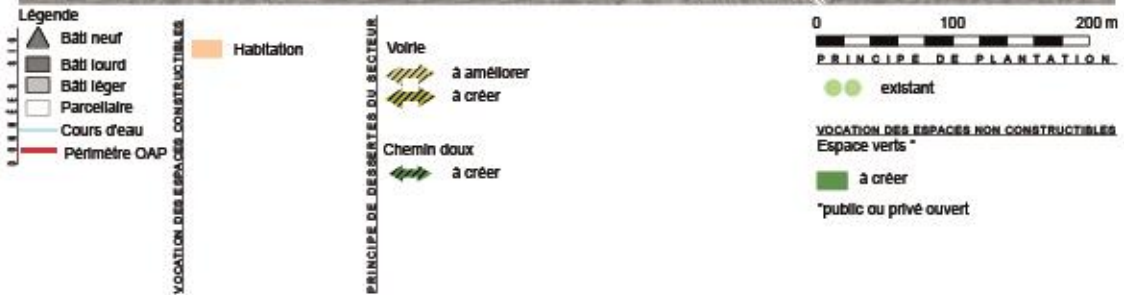 Légende
Bâti neuf
Bâti lourd
Bâti léger
Parcellaire
Cours d'eau
Périmètre OAP
VOCATION DES ESPACES CONSTRUCTIBLES
Habitation
PRINCIPE DE DESSERTES DU SECTEUR
Voirie
à améliorer
à créer
Chemin doux
à créer
0 100 200 m
PRINCIPE DE PLANTATION
existant
VOCATION DES ESPACES NON CONSTRUCTIBLES
Espace verts *
à créer
*public ou privé ouvert